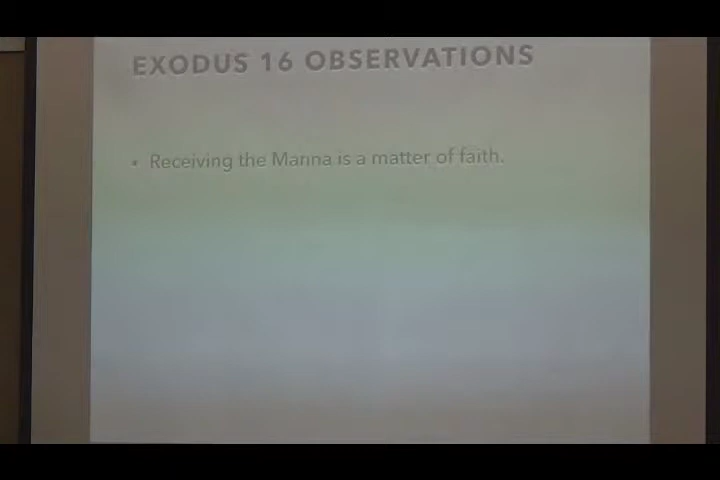 EXODUS 16 OBSERVATIONS
• Receiving the Manna is a matter of faith.